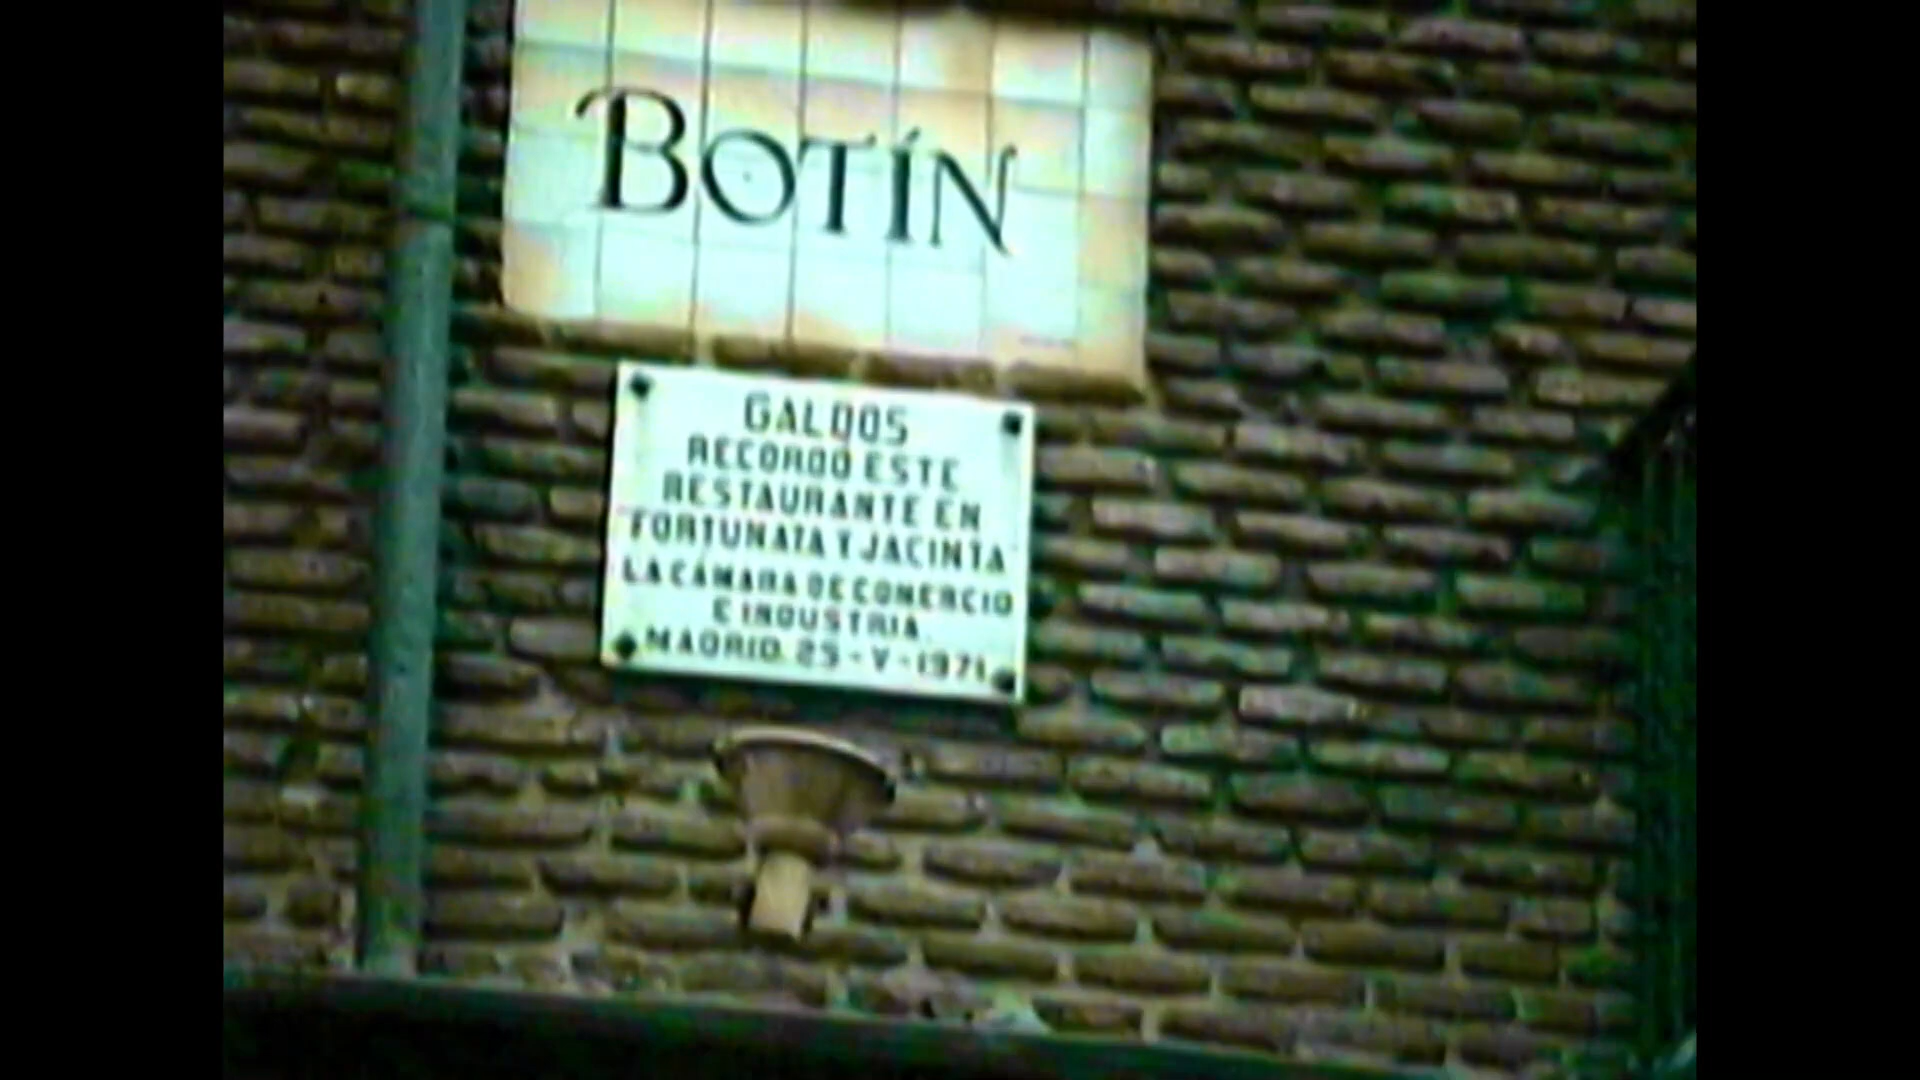 BOTÍN
GALDOS
RECORDO ESTE
RESTAURANTE EN
"FORTUNATA Y JACINTA"
LA CÁMARA DE COMERCIO
E INDUSTRIA.
MADRID. 25-V-1971.